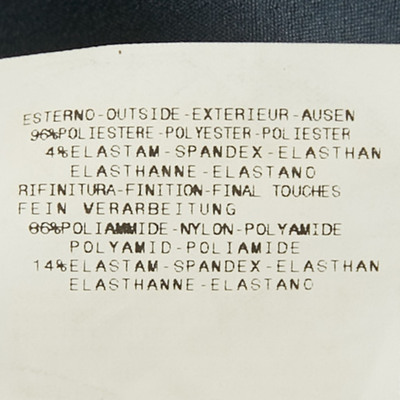 ESTERNO-OUTSIDE-EXTERIEUR-AUSEN
96%POLIESTERE-POLYESTER-POLIESTER
4%ELASTAM-SPANDEX-ELASTHAN
ELASTHANNE-ELASTANO
RIFINITURA-FINITION-FINAL TOUCHES
FEIN VERARBEITUNG
86%POLIAMMIDE-NYLON-POLYAMIDE
POLYAMID-POLIAMIDE
14%ELASTAM-SPANDEX-ELASTHAN
ELASTHANNE-ELASTANO